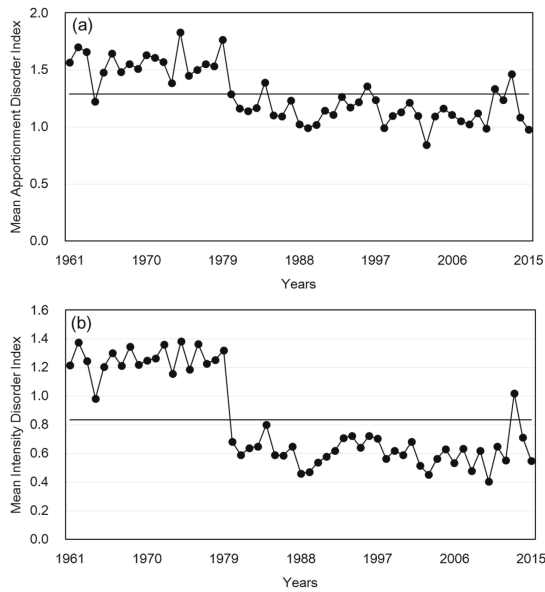 (a)
Mean Apportionment Disorder Index
2.0
1.5
1.0
0.5
0.0
1961 1970 1979 1988 1997 2006 2015
Years
(b)
Mean Intensity Disorder Index
1.6
1.4
1.2
1.0
0.8
0.6
0.4
0.2
0.0
1961 1970 1979 1988 1997 2006 2015
Years